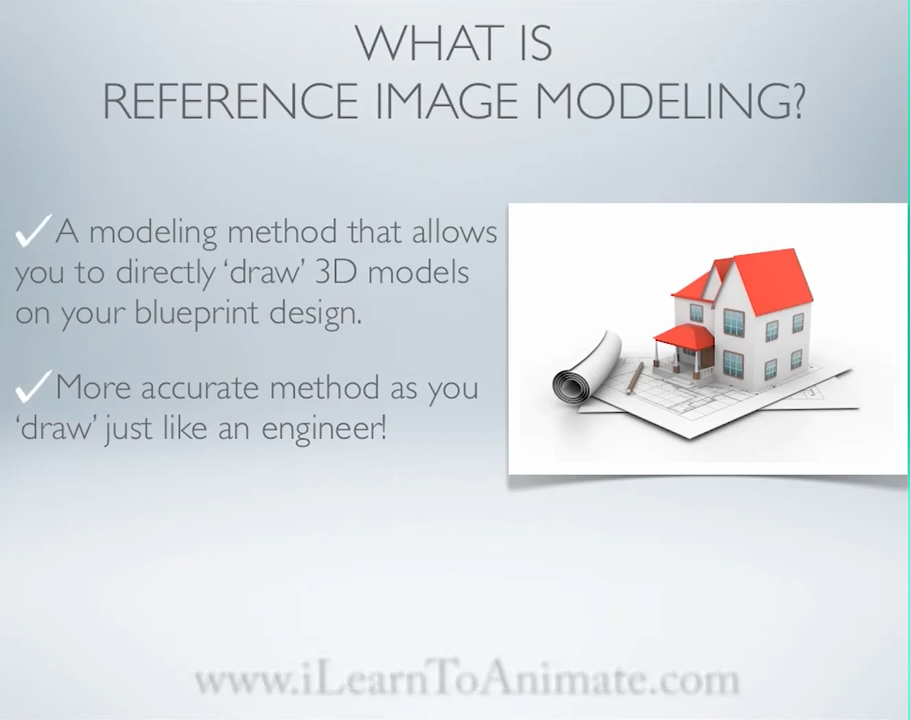 WHAT IS
REFERENCE IMAGE MODELING?
✓A modeling method that allows
you to directly ‘draw’ 3D models
on your blueprint design.
✓More accurate method as you
‘draw’ just like an engineer!
www.iLearnToAnimate.com